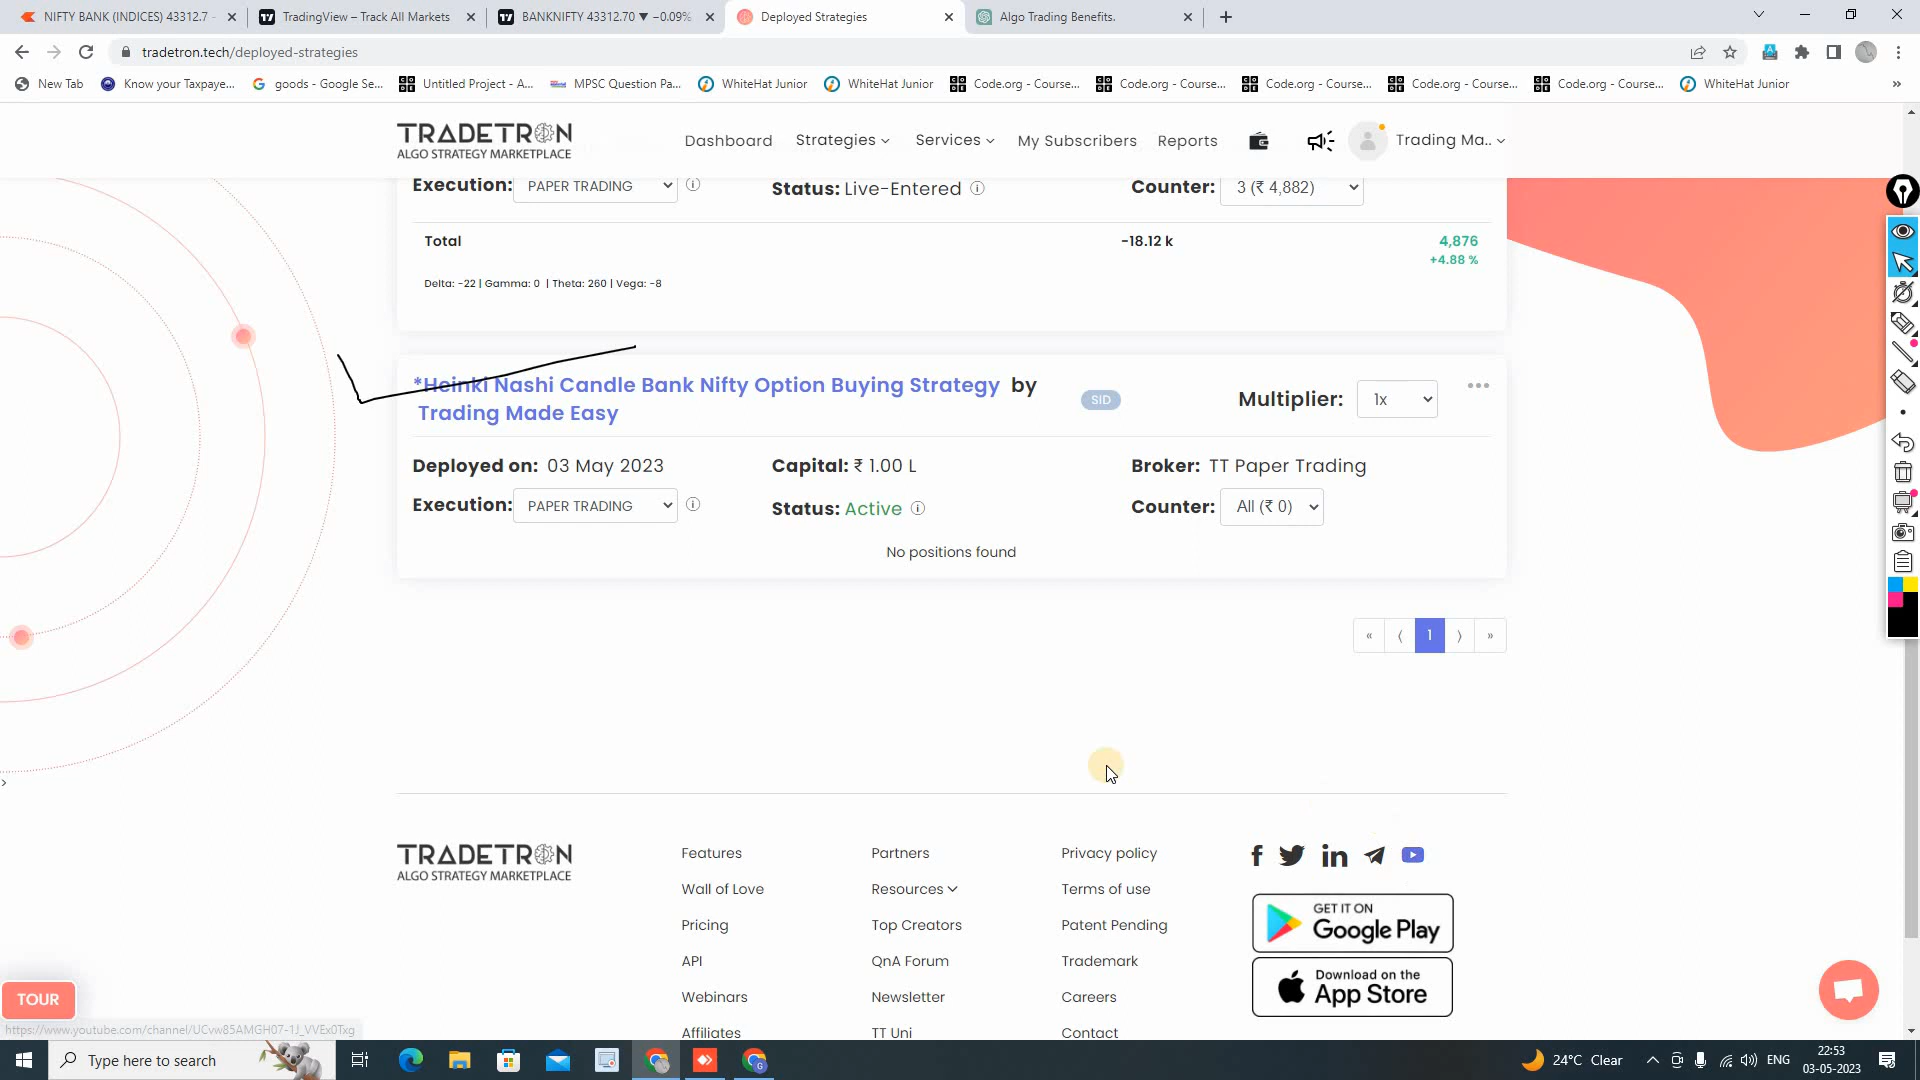 NIFTY BANK (INDICES) 43312.7 -
TradingView – Track All Markets
BANKNIFTY 43312.70 ▼ −0.09%
Deployed Strategies
Algo Trading Benefits.
tradetron.tech/deployed-strategies
New Tab
Know your Taxpaye...
goods - Google Se...
Untitled Project - A...
MPSC Question Pa...
WhiteHat Junior
WhiteHat Junior
Code.org - Course...
Code.org - Course...
Code.org - Course...
Code.org - Course...
Code.org - Course...
WhiteHat Junior
»
TRADETRON
ALGO STRATEGY MARKETPLACE
Dashboard
Strategies
Services
My Subscribers
Reports
Trading Ma..
Execution: PAPER TRADING
Status: Live-Entered
Counter: 3 (₹ 4,882)
Total
-18.12 k
4,876
+4.88 %
Delta: -22 | Gamma: 0 | Theta: 260 | Vega: -8
*Heinki Nashi Candle Bank Nifty Option Buying Strategy by
Trading Made Easy
SID
Multiplier: 1x
Deployed on: 03 May 2023
Capital: ₹ 1.00 L
Broker: TT Paper Trading
Execution: PAPER TRADING
Status: Active
Counter: All (₹ 0)
No positions found
« ⟨ 1 ⟩ »
TRADETRON
ALGO STRATEGY MARKETPLACE
Features
Wall of Love
Pricing
API
Webinars
Affiliates
Partners
Resources
Top Creators
QnA Forum
Newsletter
TT Uni
Privacy policy
Terms of use
Patent Pending
Trademark
Careers
Contact
GET IT ON
Google Play
Download on the
App Store
TOUR
https://www.youtube.com/channel/UCvw85AMGH07-1J_VVEx0Txg
Type here to search
24°C Clear
ENG
22:53
03-05-2023